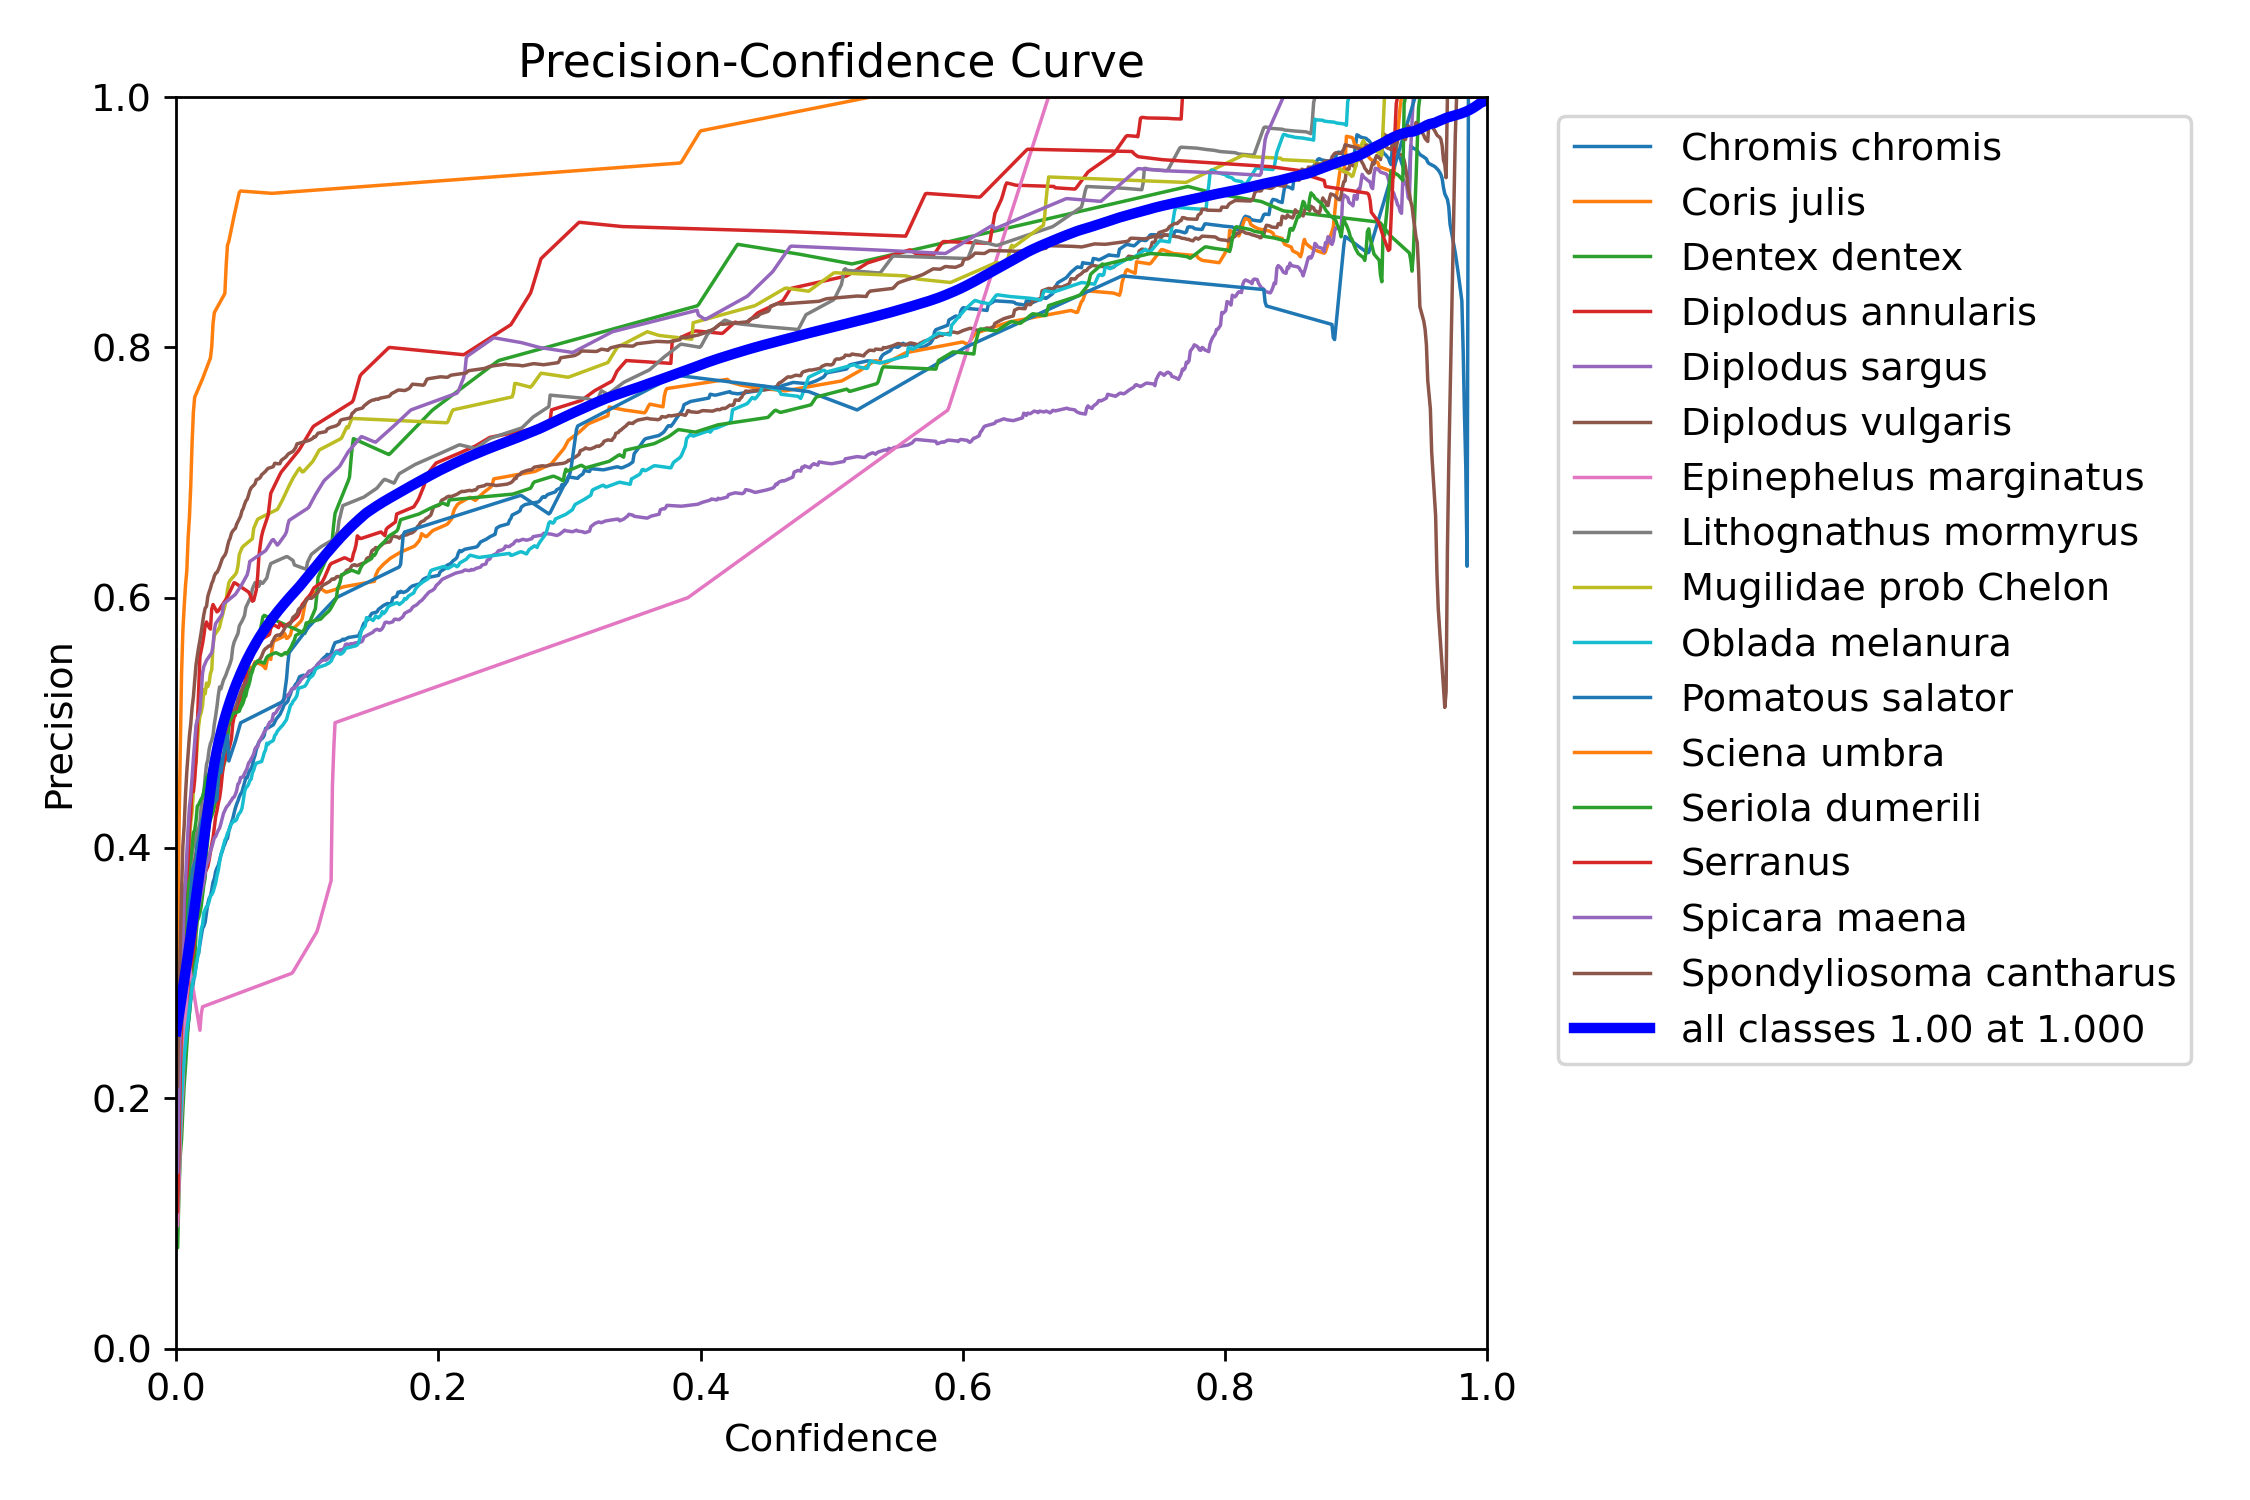 Precision-Confidence Curve
1.0
0.8
0.6
0.4
0.2
0.0
Precision
0.0 0.2 0.4 0.6 0.8 1.0
Confidence
Chromis chromis
Coris julis
Dentex dentex
Diplodus annularis
Diplodus sargus
Diplodus vulgaris
Epinephelus marginatus
Lithognathus mormyrus
Mugilidae prob Chelon
Oblada melanura
Pomatous salator
Sciena umbra
Seriola dumerili
Serranus
Spicara maena
Spondyliosoma cantharus
all classes 1.00 at 1.000